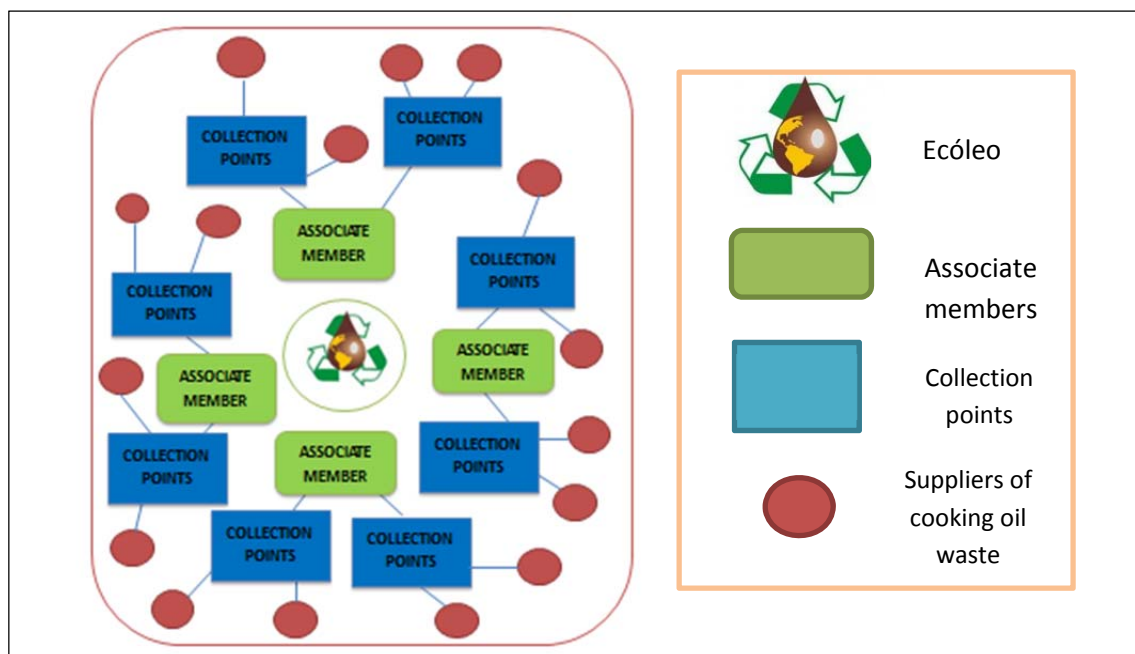 COLLECTION
POINTS
COLLECTION
POINTS
ASSOCIATE
MEMBER
COLLECTION
POINTS
COLLECTION
POINTS
ASSOCIATE
MEMBER
ASSOCIATE
MEMBER
COLLECTION
POINTS
COLLECTION
POINTS
ASSOCIATE
MEMBER
COLLECTION
POINTS
COLLECTION
POINTS
Ecóleo
Associate
members
Collection
points
Suppliers of
cooking oil
waste